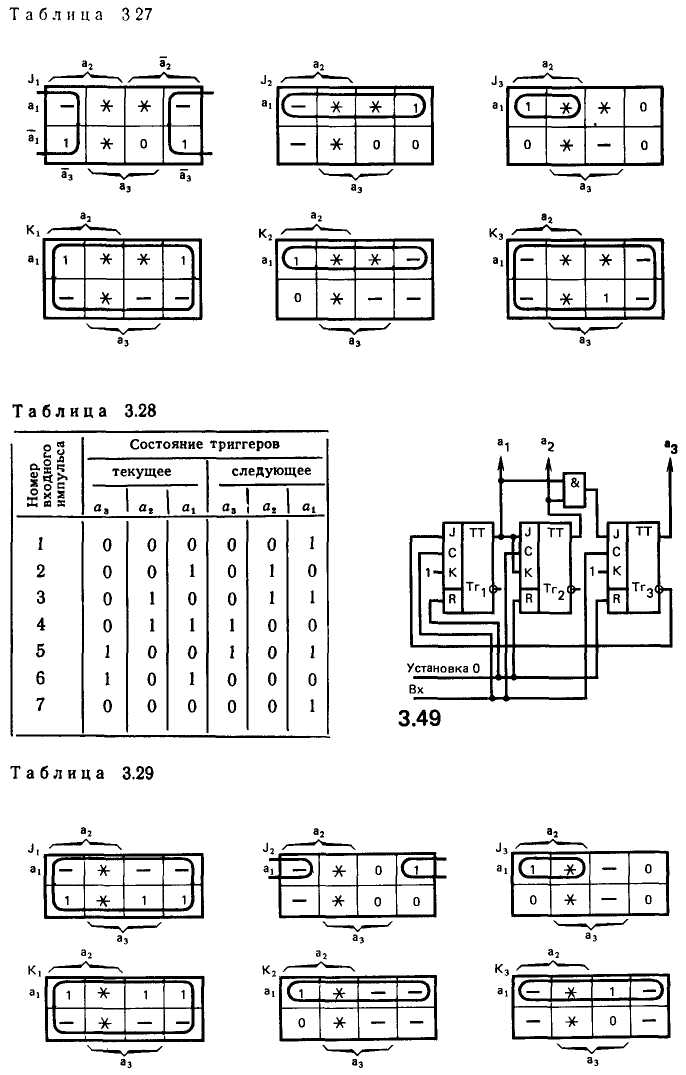 Таблица 3 27
J₁ a₂ a̅₂
a₁ — * * —
a̅₁ 1 * 0 1
a̅₃ a₃ a̅₃
J₂ a₂
a₁ — * * 1
— * 0 0
a₃
J₃ a₂
a₁ 1 * * 0
0 * — 0
a₃
K₁ a₂
a₁ 1 * * 1
— * — —
a₃
K₂ a₂
a₁ 1 * * —
0 * — —
a₃
K₃ a₂
a₁ — * * —
— * 1 —
a₃
Таблица 3.28
Номер входного импульса
Состояние триггеров
текущее следующее
a₃ a₂ a₁ a₃ a₂ a₁
1 0 0 0 0 0 1
2 0 0 1 0 1 0
3 0 1 0 0 1 1
4 0 1 1 1 0 0
5 1 0 0 1 0 1
6 1 0 1 0 0 0
7 0 0 0 0 0 1
a₁ a₂ a₃
&
J TT J TT J TT
C C C
1 K K 1 K
R Tr₁ R Tr₂ R Tr₃
Установка 0
Вх
3.49
Таблица 3.29
J₁ a₂
a₁ — * — —
1 * 1 1
a₃
J₂ a₂
a₁ — * 0 1
— * 0 0
a₃
J₃ a₂
a₁ 1 * — 0
0 * — 0
a₃
K₁ a₂
a₁ 1 * 1 1
— * — —
a₃
K₂ a₂
a₁ 1 * — —
0 * — —
a₃
K₃ a₂
a₁ — * 1 —
— * 0 —
a₃